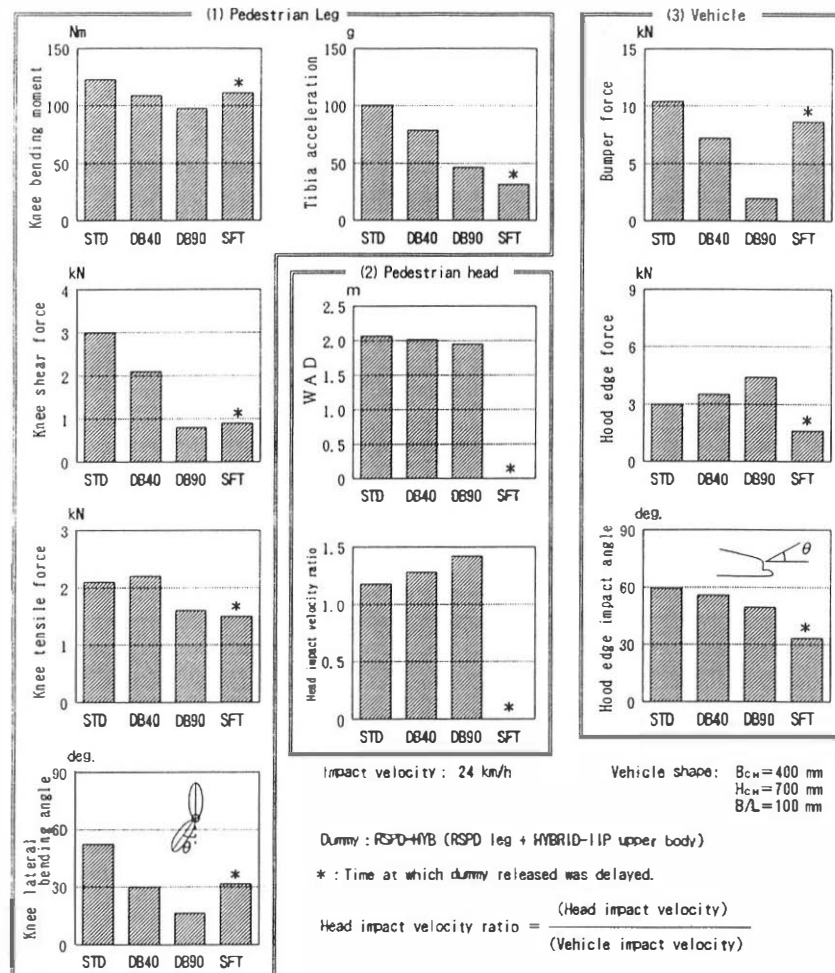 (1) Pedestrian Leg
Nm
150
100
50
0
Knee bending moment
*
STD DB40 DB90 SFT
g
150
100
50
0
Tibia acceleration
*
STD DB40 DB90 SFT
kN
4
3
2
1
0
Knee shear force
*
STD DB40 DB90 SFT
kN
3
2
1
0
Knee tensile force
*
STD DB40 DB90 SFT
deg.
90
60
30
0
Knee lateral
bending angle
θ
*
STD DB40 DB90 SFT
(2) Pedestrian head
m
2.5
2.0
1.5
1.0
0.5
0
WAD
*
STD DB40 DB90 SFT
1.5
1.0
0.5
0
Head impact velocity ratio
*
STD DB40 DB90 SFT
(3) Vehicle
kN
15
10
5
0
Bumper force
*
STD DB40 DB90 SFT
kN
9
6
3
0
Hood edge force
*
STD DB40 DB90 SFT
deg.
90
60
30
0
Hood edge impact angle
θ
*
STD DB40 DB90 SFT
Impact velocity : 24 km/h
Vehicle shape: BCH=400 mm
HCH=700 mm
B/L=100 mm
Dummy : RSPD-HYB (RSPD leg + HYBRID-IIP upper body)
* : Time at which dummy released was delayed.
Head impact velocity ratio = (Head impact velocity)
(Vehicle impact velocity)